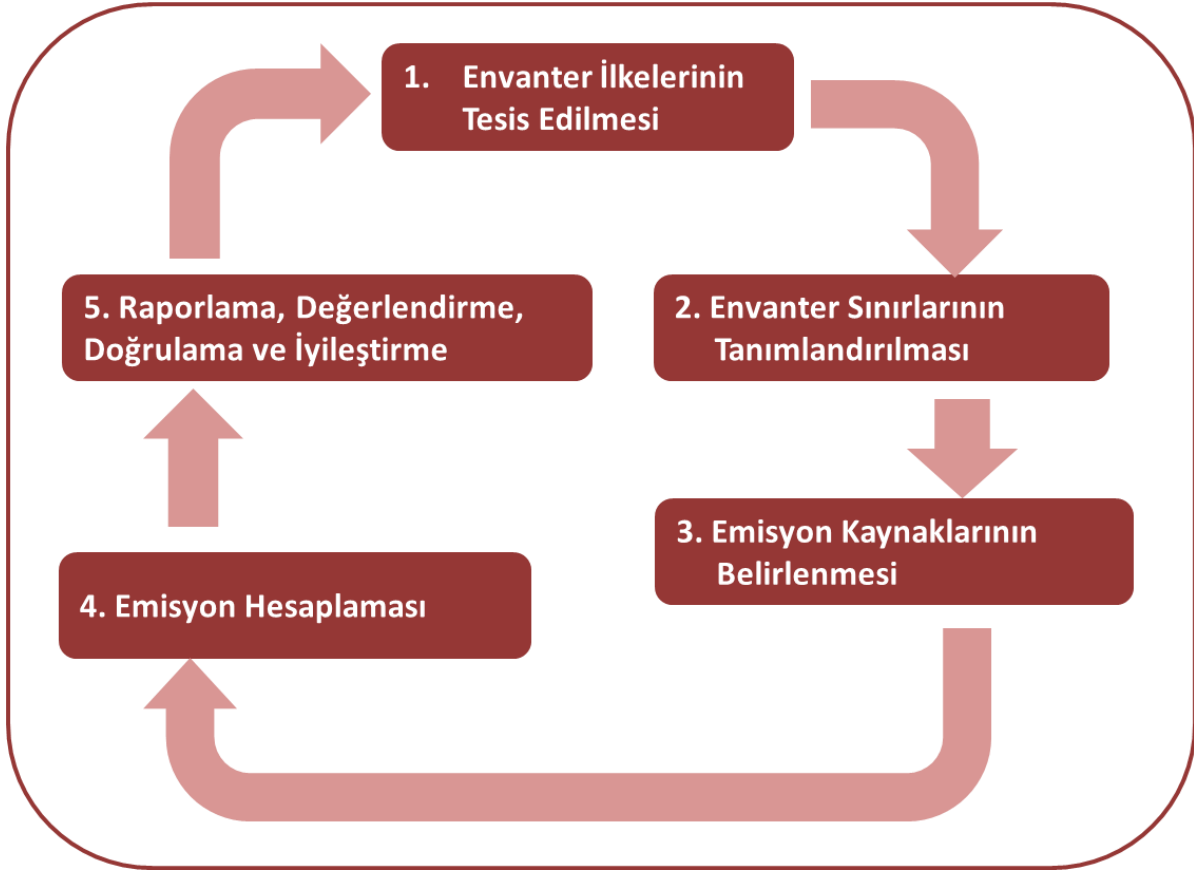 1. Envanter İlkelerinin
Tesis Edilmesi
2. Envanter Sınırlarının
Tanımlandırılması
3. Emisyon Kaynaklarının
Belirlenmesi
4. Emisyon Hesaplaması
5. Raporlama, Değerlendirme,
Doğrulama ve İyileştirme